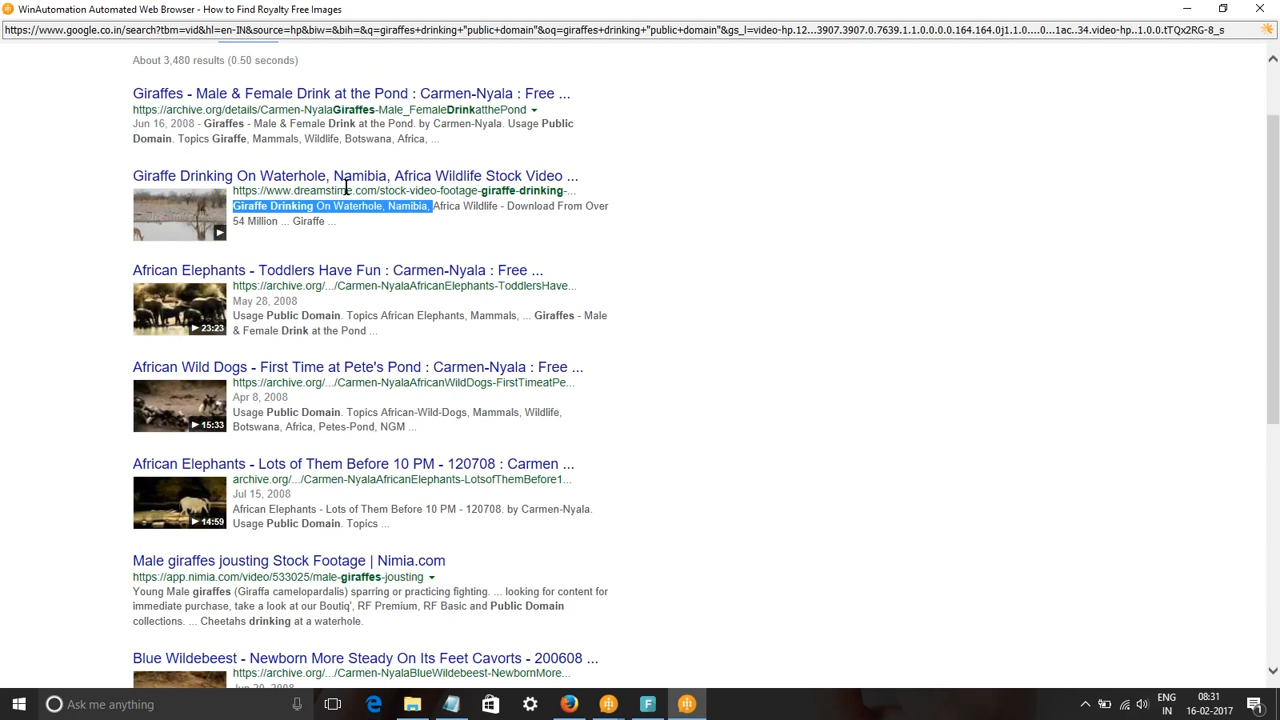 WinAutomation Automated Web Browser - How to Find Royalty Free Images
https://www.google.co.in/search?tbm=vid&hl=en-IN&source=hp&biw=&bih=&q=giraffes+drinking+"public+domain"&oq=giraffes+drinking+"public+domain"&gs_l=video-hp.12...3907.3907.0.7639.1.1.0.0.0.0.164.164.0j1.1.0....0...1ac..34.video-hp..1.0.0.tTQx2RG-8_s
About 3,480 results (0.50 seconds)
Giraffes - Male & Female Drink at the Pond : Carmen-Nyala : Free ...
https://archive.org/details/Carmen-NyalaGiraffes-Male_FemaleDrinkatthePond
Jun 16, 2008 - Giraffes - Male & Female Drink at the Pond. by Carmen-Nyala. Usage Public
Domain. Topics Giraffe, Mammals, Wildlife, Botswana, Africa, ...
Giraffe Drinking On Waterhole, Namibia, Africa Wildlife Stock Video ...
https://www.dreamstime.com/stock-video-footage-giraffe-drinking-...
Giraffe Drinking On Waterhole, Namibia, Africa Wildlife - Download From Over
54 Million ... Giraffe ...
African Elephants - Toddlers Have Fun : Carmen-Nyala : Free ...
https://archive.org/.../Carmen-NyalaAfricanElephants-ToddlersHave...
May 28, 2008
Usage Public Domain. Topics African Elephants, Mammals, ... Giraffes - Male
& Female Drink at the Pond ...
23:23
African Wild Dogs - First Time at Pete's Pond : Carmen-Nyala : Free ...
https://archive.org/.../Carmen-NyalaAfricanWildDogs-FirstTimeatPe...
Apr 8, 2008
Usage Public Domain. Topics African-Wild-Dogs, Mammals, Wildlife,
Botswana, Africa, Petes-Pond, NGM ...
15:33
African Elephants - Lots of Them Before 10 PM - 120708 : Carmen ...
archive.org/.../Carmen-NyalaAfricanElephants-LotsofThemBefore1...
Jul 15, 2008
African Elephants - Lots of Them Before 10 PM - 120708. by Carmen-Nyala.
Usage Public Domain. Topics ...
14:59
Male giraffes jousting Stock Footage | Nimia.com
https://app.nimia.com/video/533025/male-giraffes-jousting
Young Male giraffes (Giraffa camelopardalis) sparring or practicing fighting. ... looking for content for
immediate purchase, take a look at our Boutiq', RF Premium, RF Basic and Public Domain
collections. ... Cheetahs drinking at a waterhole.
Blue Wildebeest - Newborn More Steady On Its Feet Cavorts - 200608 ...
https://archive.org/.../Carmen-NyalaBlueWildebeest-NewbornMore...
Ask me anything
ENG
IN
08:31
16-02-2017